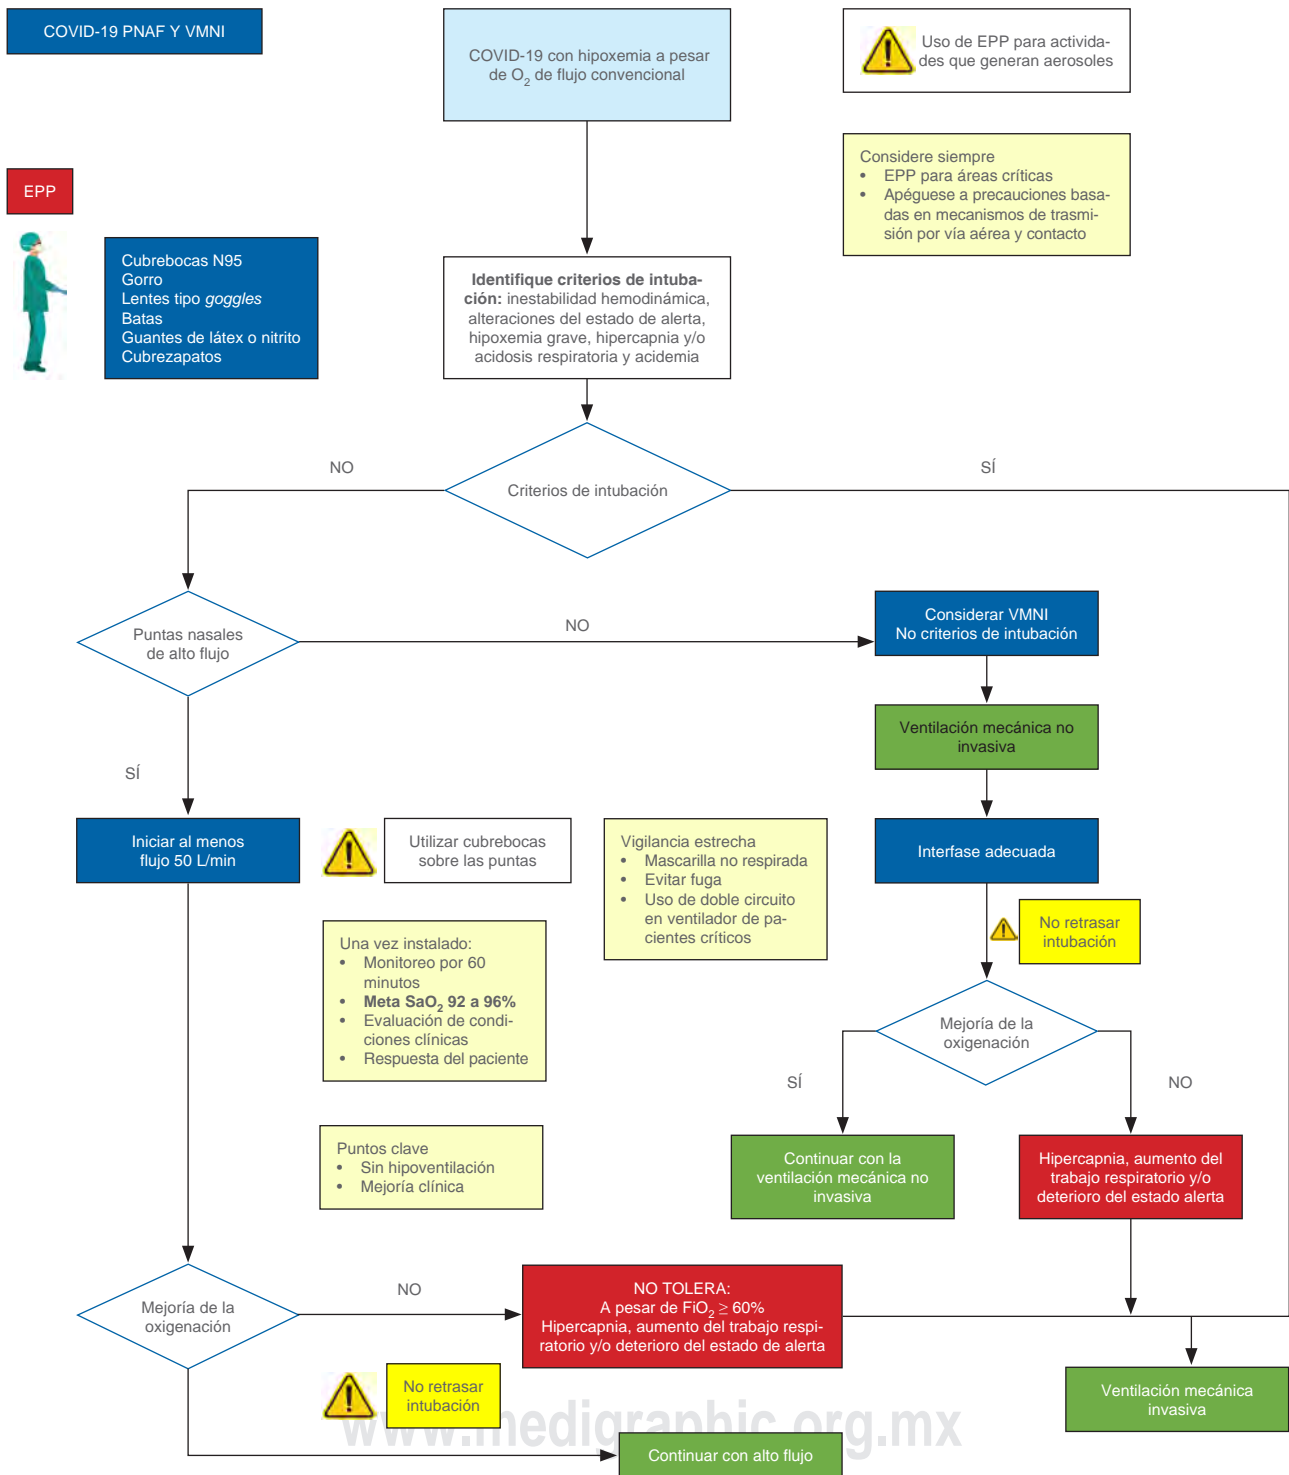 COVID-19 PNAF Y VMNI
COVID-19 con hipoxemia a pesar
de O2 de flujo convencional
Uso de EPP para activida-
des que generan aerosoles
Considere siempre
• EPP para áreas críticas
• Apéguese a precauciones basa-
das en mecanismos de trasmi-
sión por vía aérea y contacto
EPP
Cubrebocas N95
Gorro
Lentes tipo goggles
Batas
Guantes de látex o nitrito
Cubrezapatos
Identifique criterios de intuba-
ción: inestabilidad hemodinámica,
alteraciones del estado de alerta,
hipoxemia grave, hipercapnia y/o
acidosis respiratoria y acidemia
NO
SÍ
Criterios de intubación
Puntas nasales
de alto flujo
NO
Considerar VMNI
No criterios de intubación
Ventilación mecánica no
invasiva
SÍ
Iniciar al menos
flujo 50 L/min
Utilizar cubrebocas
sobre las puntas
Vigilancia estrecha
• Mascarilla no respirada
• Evitar fuga
• Uso de doble circuito
en ventilador de pa-
cientes críticos
Interfase adecuada
No retrasar
intubación
Una vez instalado:
• Monitoreo por 60
minutos
• Meta SaO2 92 a 96%
• Evaluación de condi-
ciones clínicas
• Respuesta del paciente
Mejoría de la
oxigenación
SÍ
NO
Puntos clave
• Sin hipoventilación
• Mejoría clínica
Continuar con la
ventilación mecánica no
invasiva
Hipercapnia, aumento del
trabajo respiratorio y/o
deterioro del estado alerta
Mejoría de la
oxigenación
NO
NO TOLERA:
A pesar de FiO2 ≥ 60%
Hipercapnia, aumento del trabajo respi-
ratorio y/o deterioro del estado de alerta
No retrasar
intubación
Ventilación mecánica
invasiva
www.medigraphic.org.mx
Continuar con alto flujo